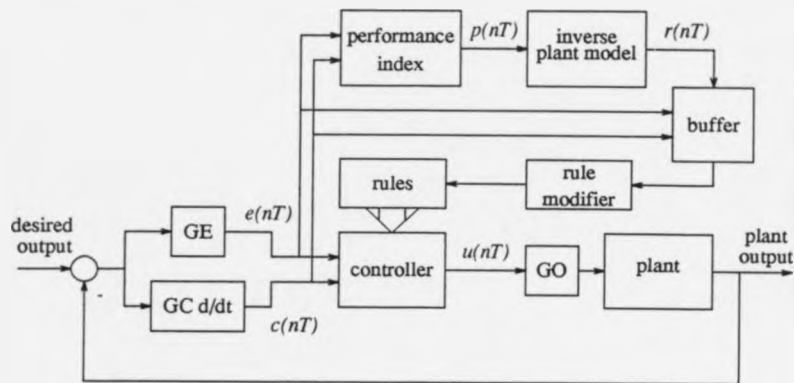 performance
index
p(nT)
inverse
plant model
r(nT)
buffer
rules
rule
modifier
desired
output
GE
e(nT)
-
GC d/dt
c(nT)
controller
u(nT)
GO
plant
plant
output